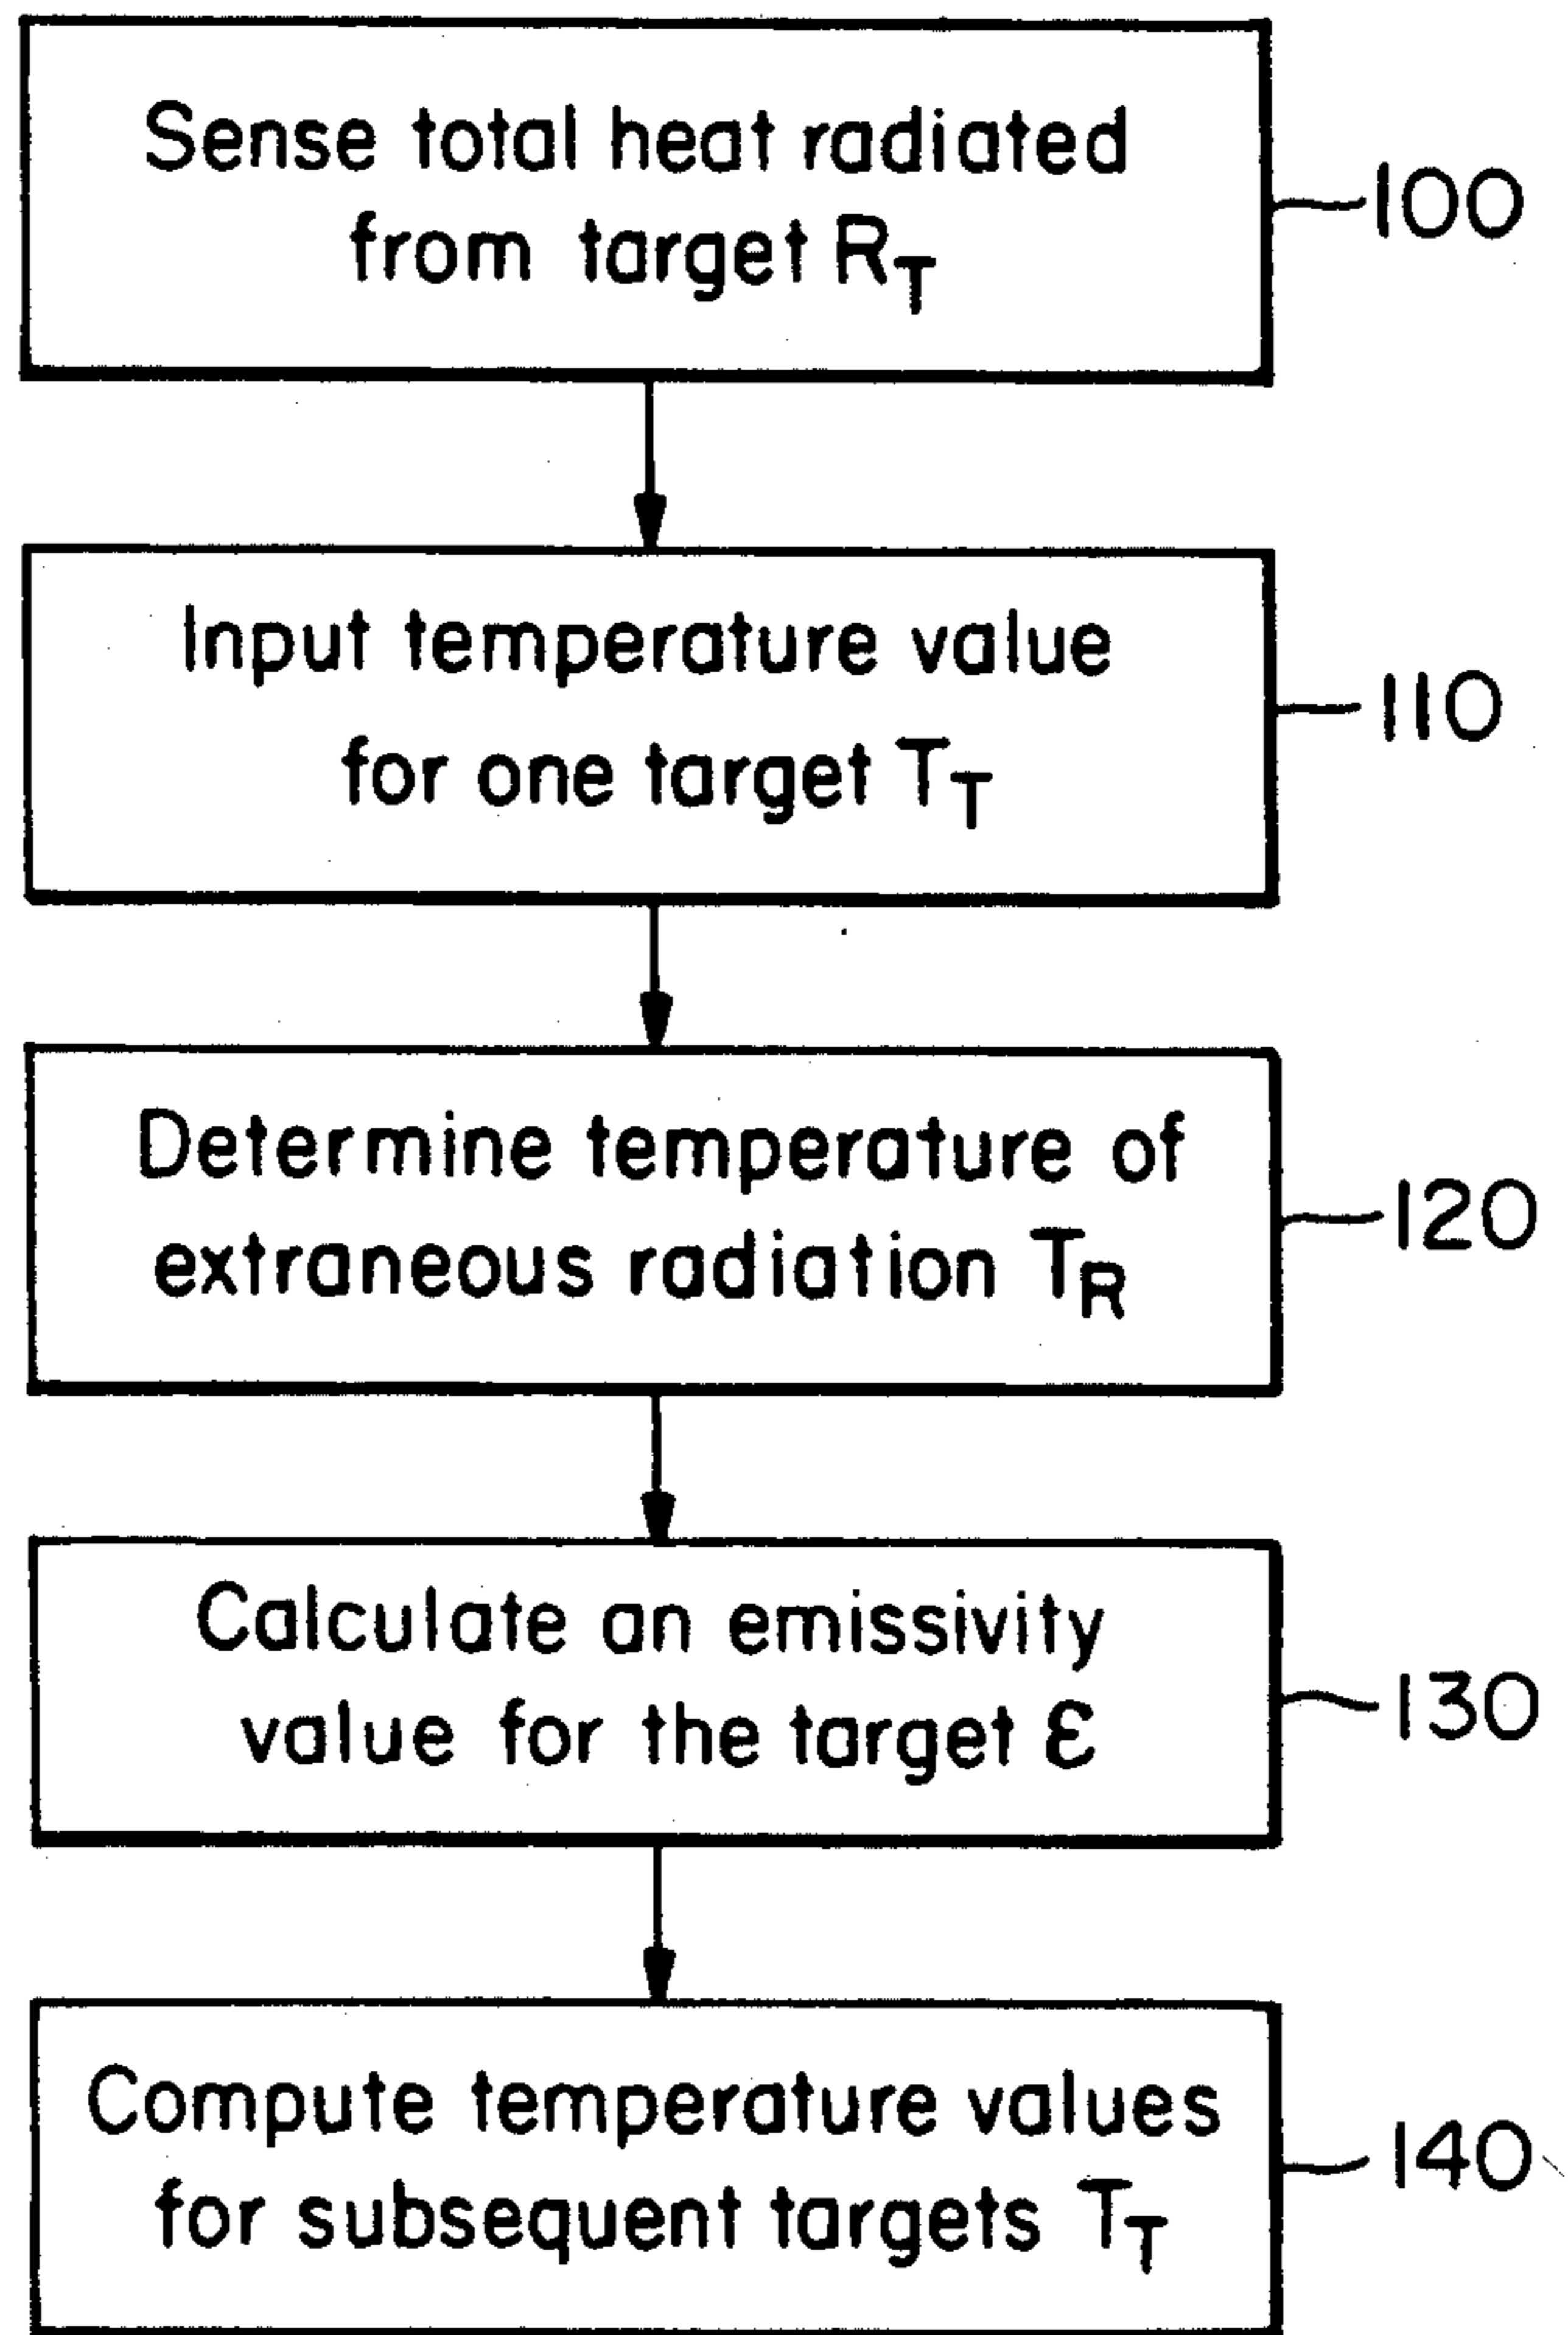 Sense total heat radiated
from target R_T
100
Input temperature value
for one target T_T
110
Determine temperature of
extraneous radiation T_R
120
Calculate an emissivity
value for the target ε
130
Compute temperature values
for subsequent targets T_T
140